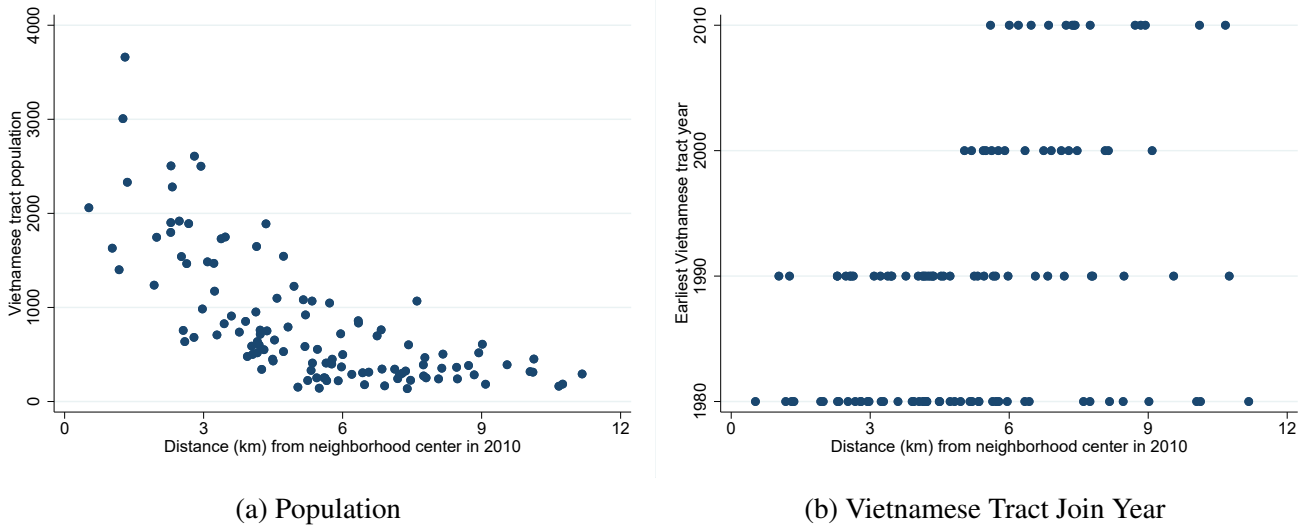 Vietnamese tract population
4000
3000
2000
1000
0
0 3 6 9 12
Distance (km) from neighborhood center in 2010
(a) Population
Earliest Vietnamese tract year
2010
2000
1990
1980
0 3 6 9 12
Distance (km) from neighborhood center in 2010
(b) Vietnamese Tract Join Year